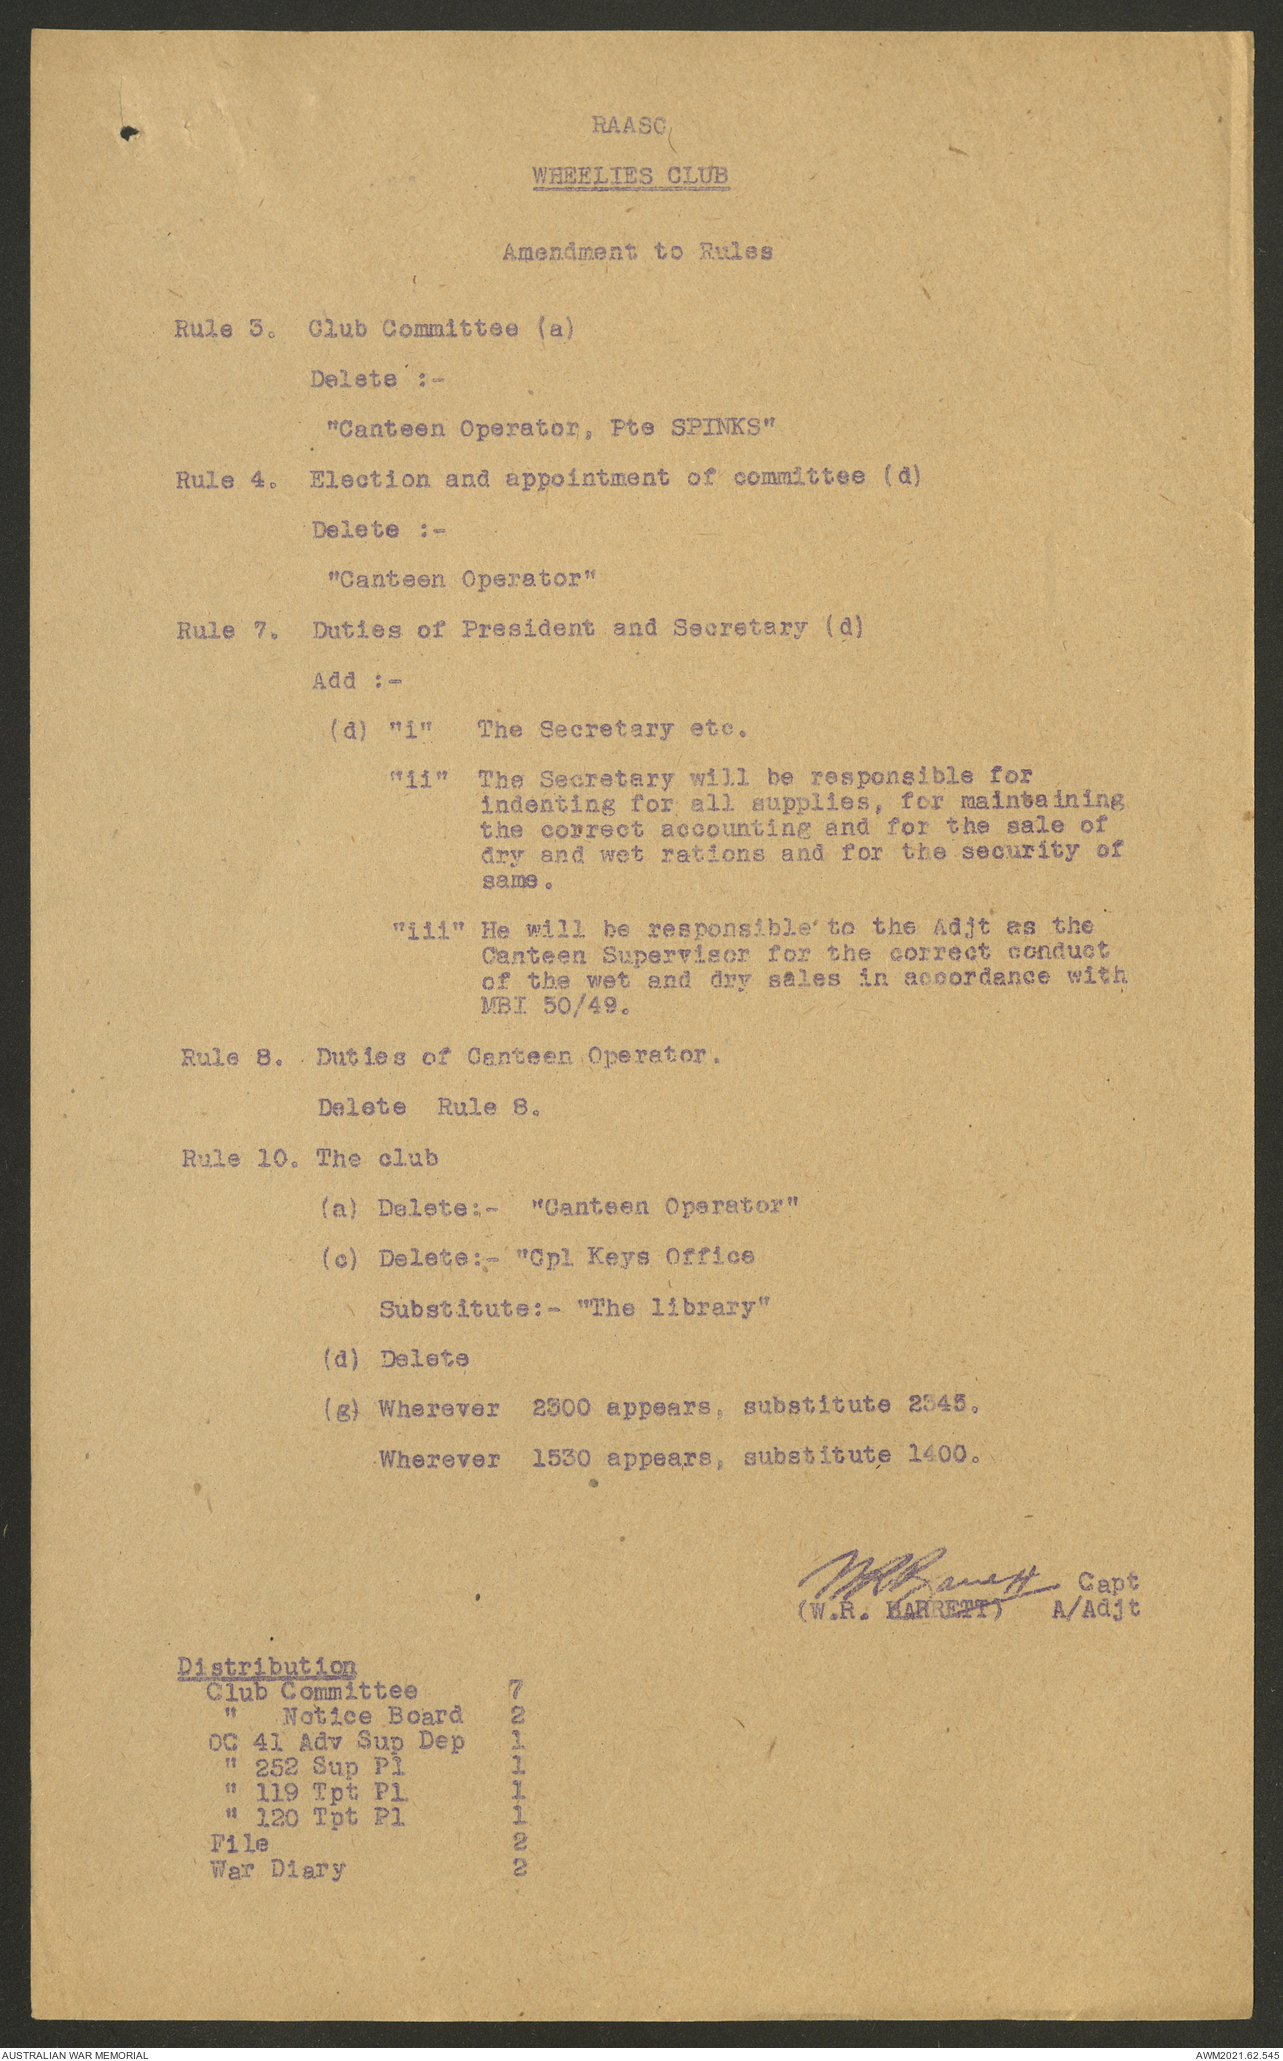 RAASC
WHEELIES CLUB
Amendment to Rules
Rule 3. Club Committee (a)
Delete :-
"Canteen Operator, Pte SPINKS"
Rule 4. Election and appointment of committee (d)
Delete :-
"Canteen Operator"
Rule 7. Duties of President and Secretary (d)
Add :-
(d) "i" The Secretary etc.
"ii" The Secretary will be responsible for
indenting for all supplies, for maintaining
the correct accounting and for the sale of
dry and wet rations and for the security of
same.
"iii" He will be responsible to the Adjt as the
Canteen Supervisor for the correct conduct
of the wet and dry sales in accordance with
MBI 50/49.
Rule 8. Duties of Canteen Operator.
Delete Rule 8.
Rule 10. The club
(a) Delete:- "Canteen Operator"
(c) Delete:- "Cpl Keys Office
Substitute:- "The library"
(d) Delete
(g) Wherever 2300 appears, substitute 2345.
Wherever 1530 appears, substitute 1400.
WRBarrett Capt
(W.R. BARRETT) A/Adjt
Distribution
Club Committee 7
" Notice Board 2
OC 41 Adv Sup Dep 1
" 252 Sup Pl 1
" 119 Tpt Pl 1
" 120 Tpt Pl 1
File 2
War Diary 2
AUSTRALIAN WAR MEMORIAL AWM2021.62.545